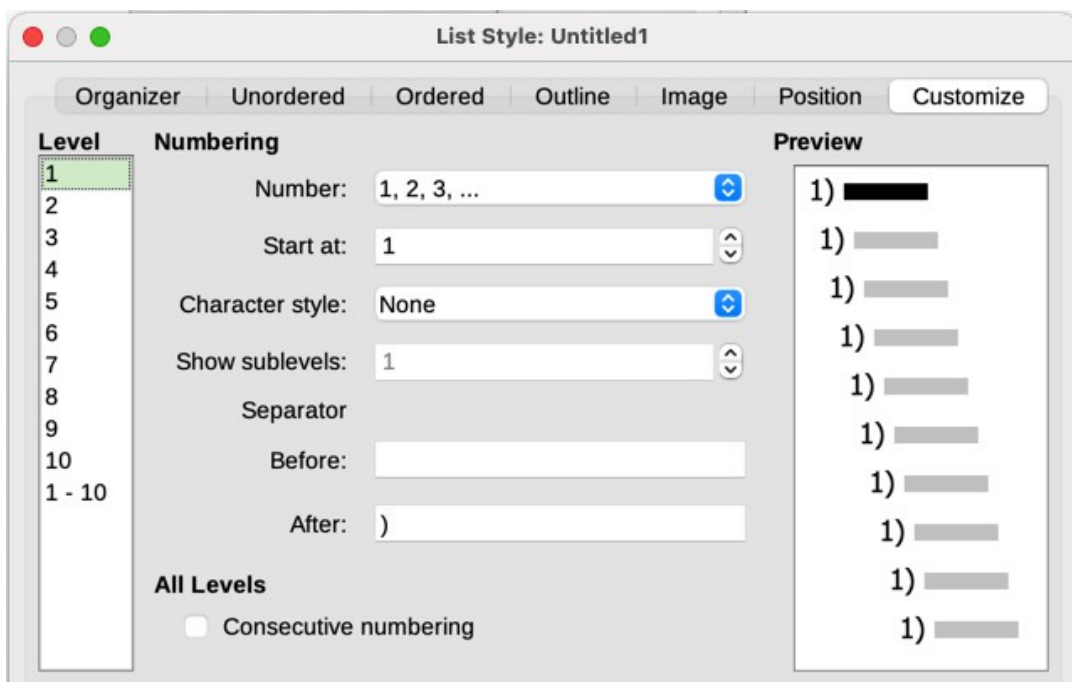 List Style: Untitled1
Organizer Unordered Ordered Outline Image Position Customize
Level
1
2
3
4
5
6
7
8
9
10
1 - 10
Numbering
Number: 1, 2, 3, ...
Start at: 1
Character style: None
Show sublevels: 1
Separator
Before:
After: )
All Levels
Consecutive numbering
Preview
1)
1)
1)
1)
1)
1)
1)
1)
1)
1)